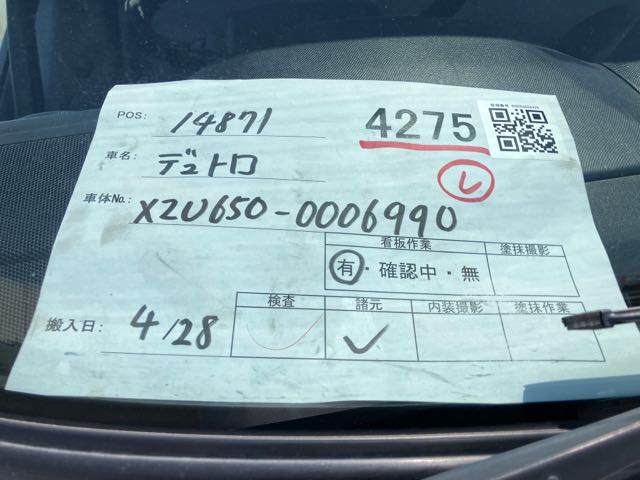 POS: 14871
4275
車名: デュトロ
レ
車体No.: XZU650-0006990
看板作業 塗抹撮影
有・確認中・無
検査 諸元 内装撮影 塗抹作業
搬入日: 4/28